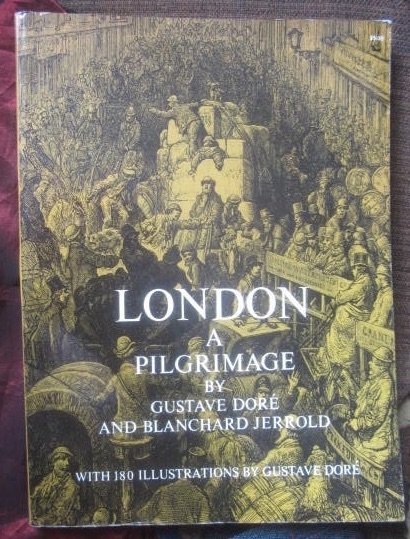 LONDON
A
PILGRIMAGE
BY
GUSTAVE DORÉ
AND BLANCHARD JERROLD
WITH 180 ILLUSTRATIONS BY GUSTAVE DORÉ